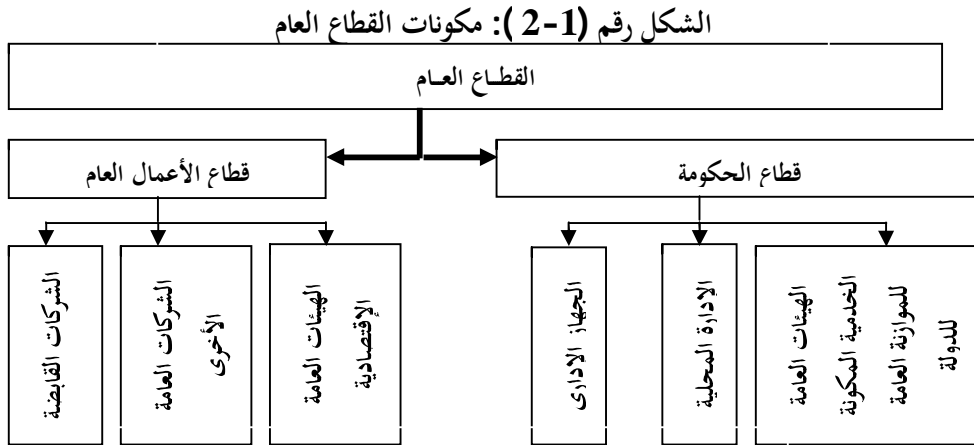 الشكل رقم (1-2 ): مكونات القطاع العام
القطـاع العـام
قطاع الحكومة
قطاع الأعمال العام
الهيئات العامة
الخدمية المكونة
للموازنة العامة
للدولة
الإدارة المحلية
الجهاز الادارى
الهيئات العامة
الإقتصادية
الشركات العامة
الأخرى
الشركات القابضة